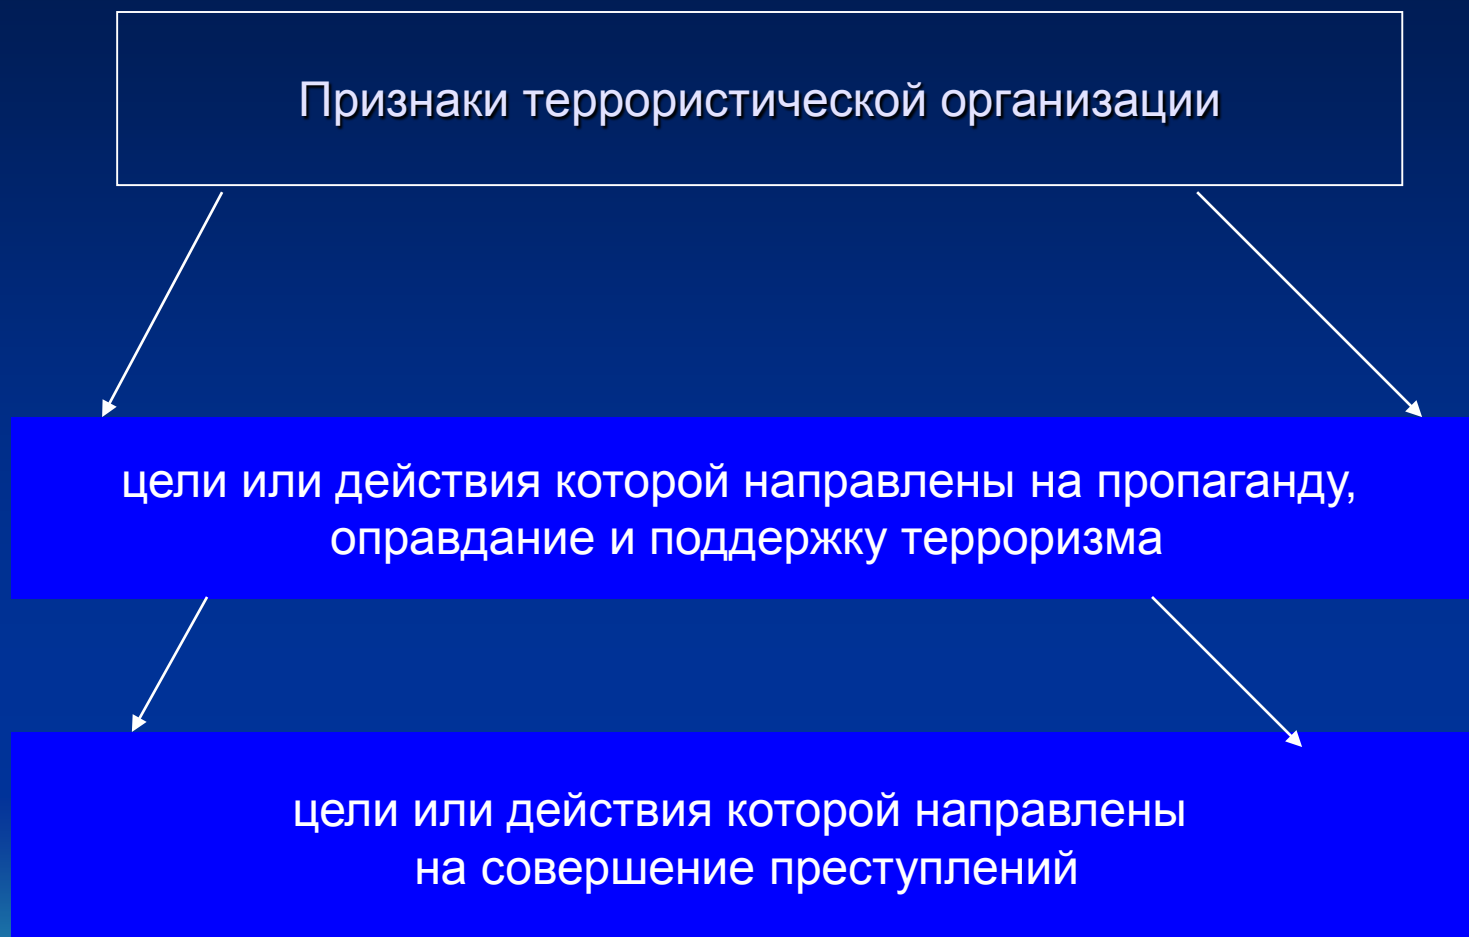 Признаки террористической организации
цели или действия которой направлены на пропаганду,
оправдание и поддержку терроризма
цели или действия которой направлены
на совершение преступлений